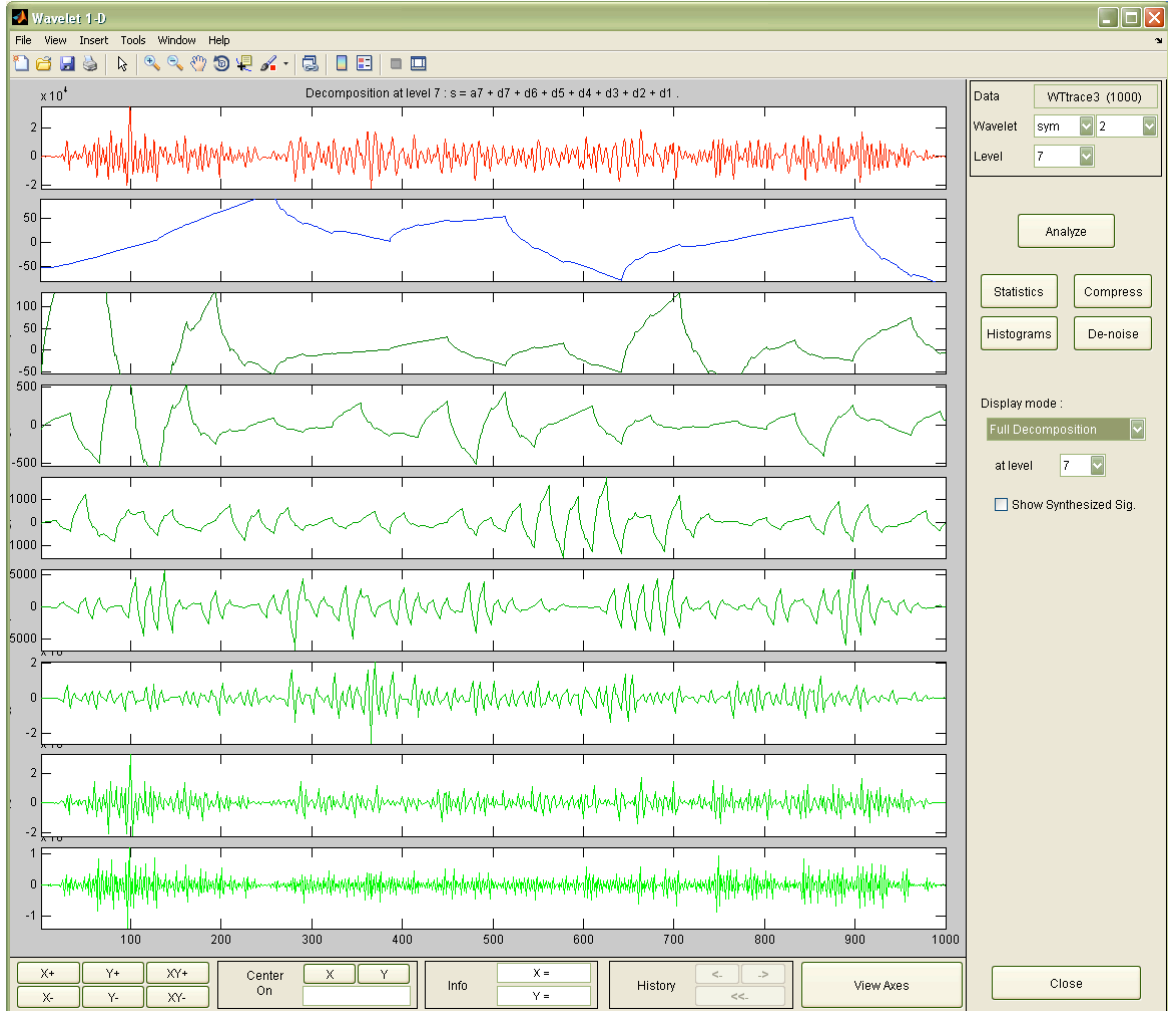 Wavelet 1-D
File View Insert Tools Window Help
x 10⁴
Decomposition at level 7 : s = a7 + d7 + d6 + d5 + d4 + d3 + d2 + d1 .
2
0
-2
50
0
-50
100
50
0
-50
500
0
-500
1000
0
1000
5000
0
5000
2
0
-2
2
0
-2
1
0
-1
100 200 300 400 500 600 700 800 900 1000
Data WTtrace3 (1000)
Wavelet sym 2
Level 7
Analyze
Statistics Compress
Histograms De-noise
Display mode :
Full Decomposition
at level 7
Show Synthesized Sig.
X+ Y+ XY+
X- Y- XY-
Center
On
X Y
Info
X =
Y =
History
<- ->
<<-
View Axes
Close